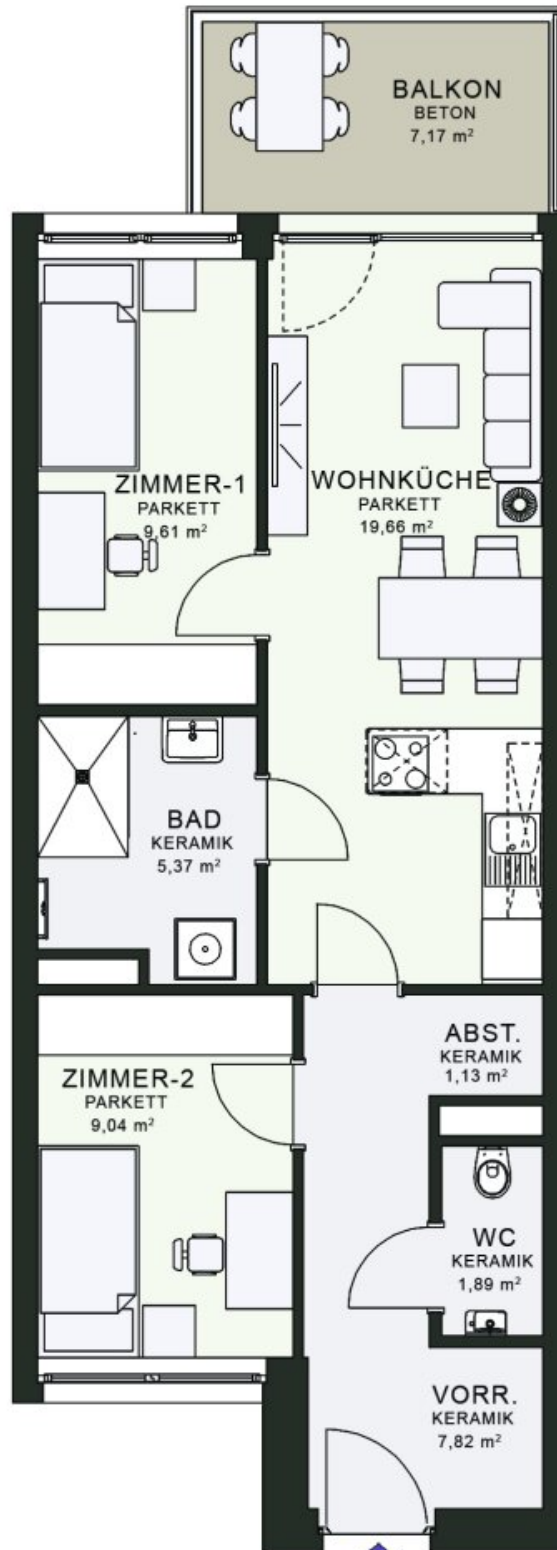 BALKON
BETON
7,17 m²
ZIMMER-1
PARKETT
9,61 m²
WOHNKÜCHE
PARKETT
19,66 m²
BAD
KERAMIK
5,37 m²
ABST.
KERAMIK
1,13 m²
ZIMMER-2
PARKETT
9,04 m²
WC
KERAMIK
1,89 m²
VORR.
KERAMIK
7,82 m²